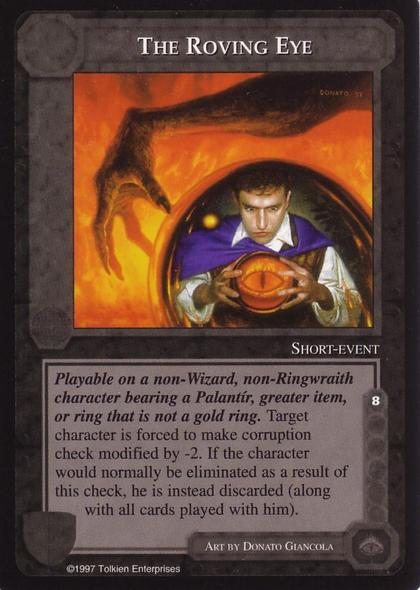 THE ROVING EYE
DONATO 97
SHORT-EVENT
Playable on a non-Wizard, non-Ringwraith
character bearing a Palantír, greater item,
or ring that is not a gold ring. Target
character is forced to make corruption
check modified by -2. If the character
would normally be eliminated as a result of
this check, he is instead discarded (along
with all cards played with him).
8
ART BY DONATO GIANCOLA
©1997 Tolkien Enterprises